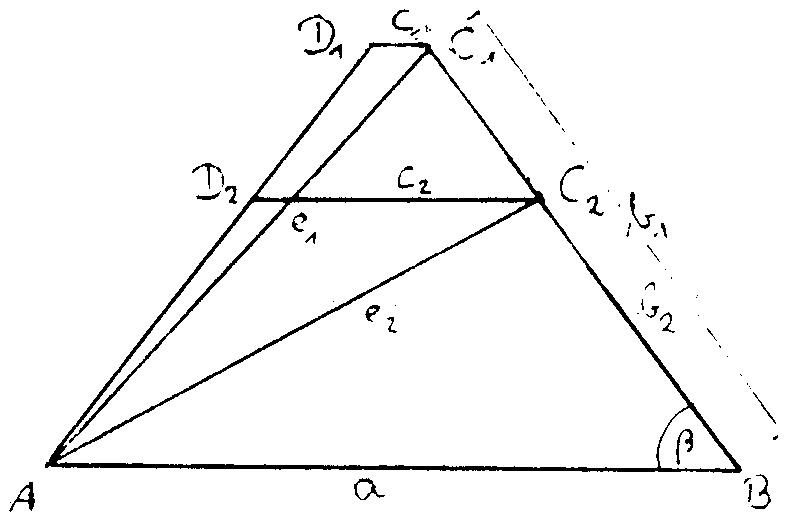 D₁ c₁ C₁
D₂ c₂ C₂
e₁ b₁
e₂ b₂
β
A a B